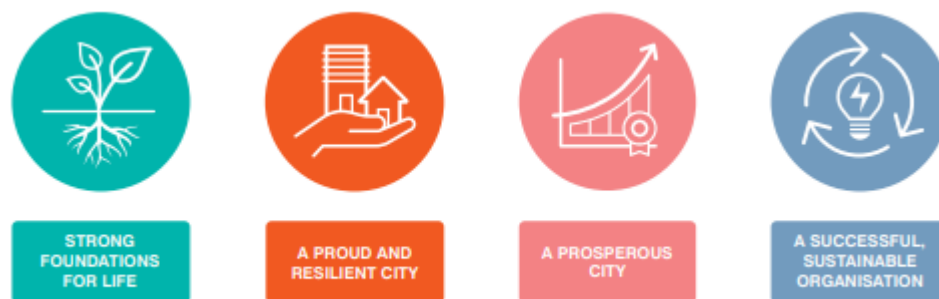 STRONG
FOUNDATIONS
FOR LIFE
A PROUD AND
RESILIENT CITY
A PROSPEROUS
CITY
A SUCCESSFUL,
SUSTAINABLE
ORGANISATION